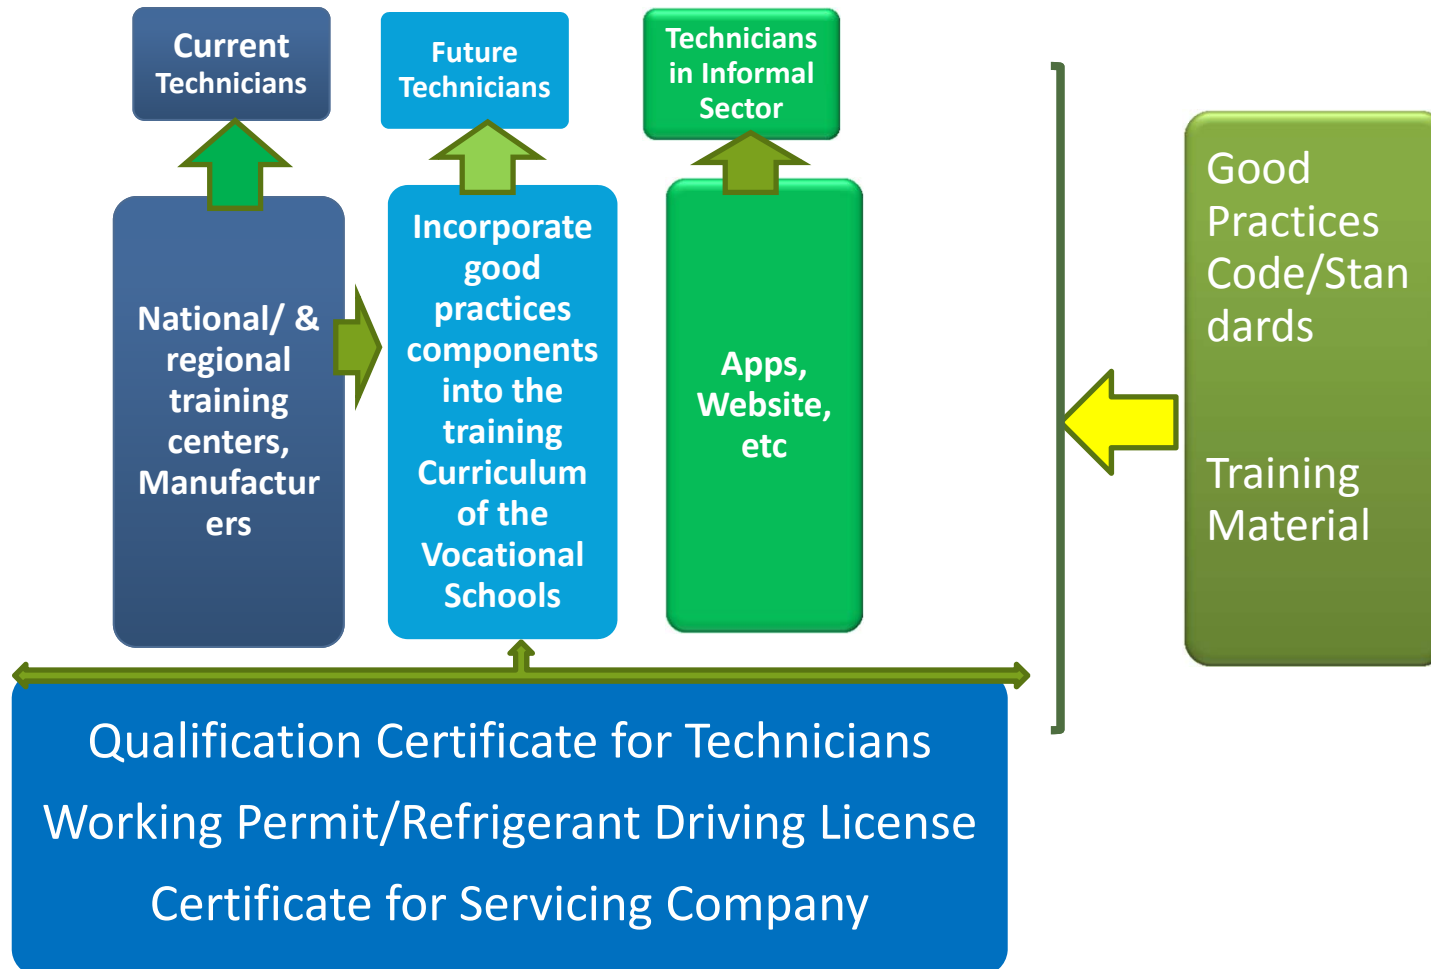 Current
Technicians
Future
Technicians
Technicians
in Informal
Sector
National/ &
regional
training
centers,
Manufactur
ers
Incorporate
good
practices
components
into the
training
Curriculum
of the
Vocational
Schools
Apps,
Website,
etc
Good
Practices
Code/Stan
dards
Training
Material
Qualification Certificate for Technicians
Working Permit/Refrigerant Driving License
Certificate for Servicing Company